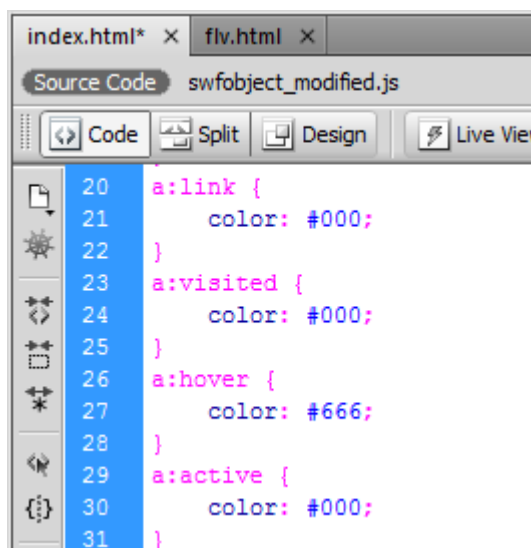 index.html* × flv.html ×
Source Code swfobject_modified.js
Code Split Design Live Vie
20 a:link {
21 color: #000;
22 }
23 a:visited {
24 color: #000;
25 }
26 a:hover {
27 color: #666;
28 }
29 a:active {
30 color: #000;
31 }